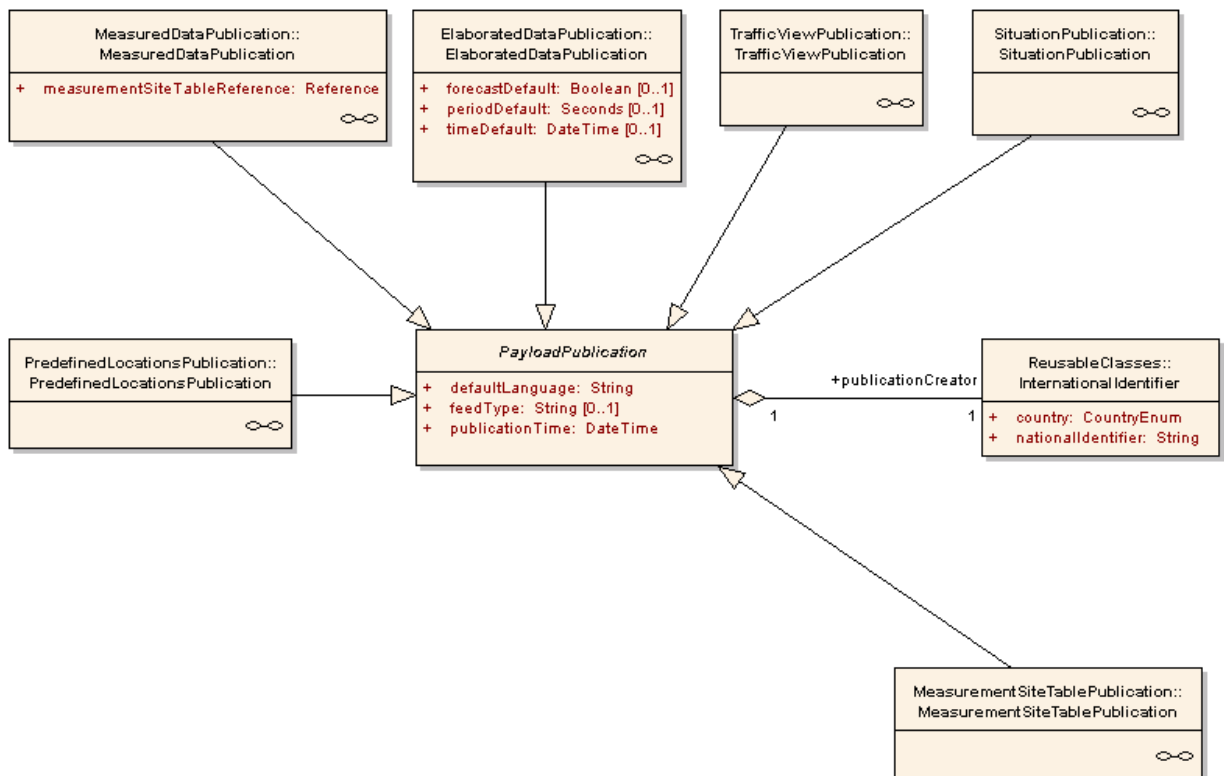 MeasuredDataPublication::
MeasuredDataPublication
+ measurementSiteTableReference: Reference
ElaboratedDataPublication::
ElaboratedDataPublication
+ forecastDefault: Boolean [0..1]
+ periodDefault: Seconds [0..1]
+ timeDefault: DateTime [0..1]
TrafficViewPublication::
TrafficViewPublication
SituationPublication::
SituationPublication
PredefinedLocationsPublication::
PredefinedLocationsPublication
PayloadPublication
+ defaultLanguage: String
+ feedType: String [0..1]
+ publicationTime: DateTime
+publicationCreator
1
1
ReusableClasses::
InternationalIdentifier
+ country: CountryEnum
+ nationalIdentifier: String
MeasurementSiteTablePublication::
MeasurementSiteTablePublication